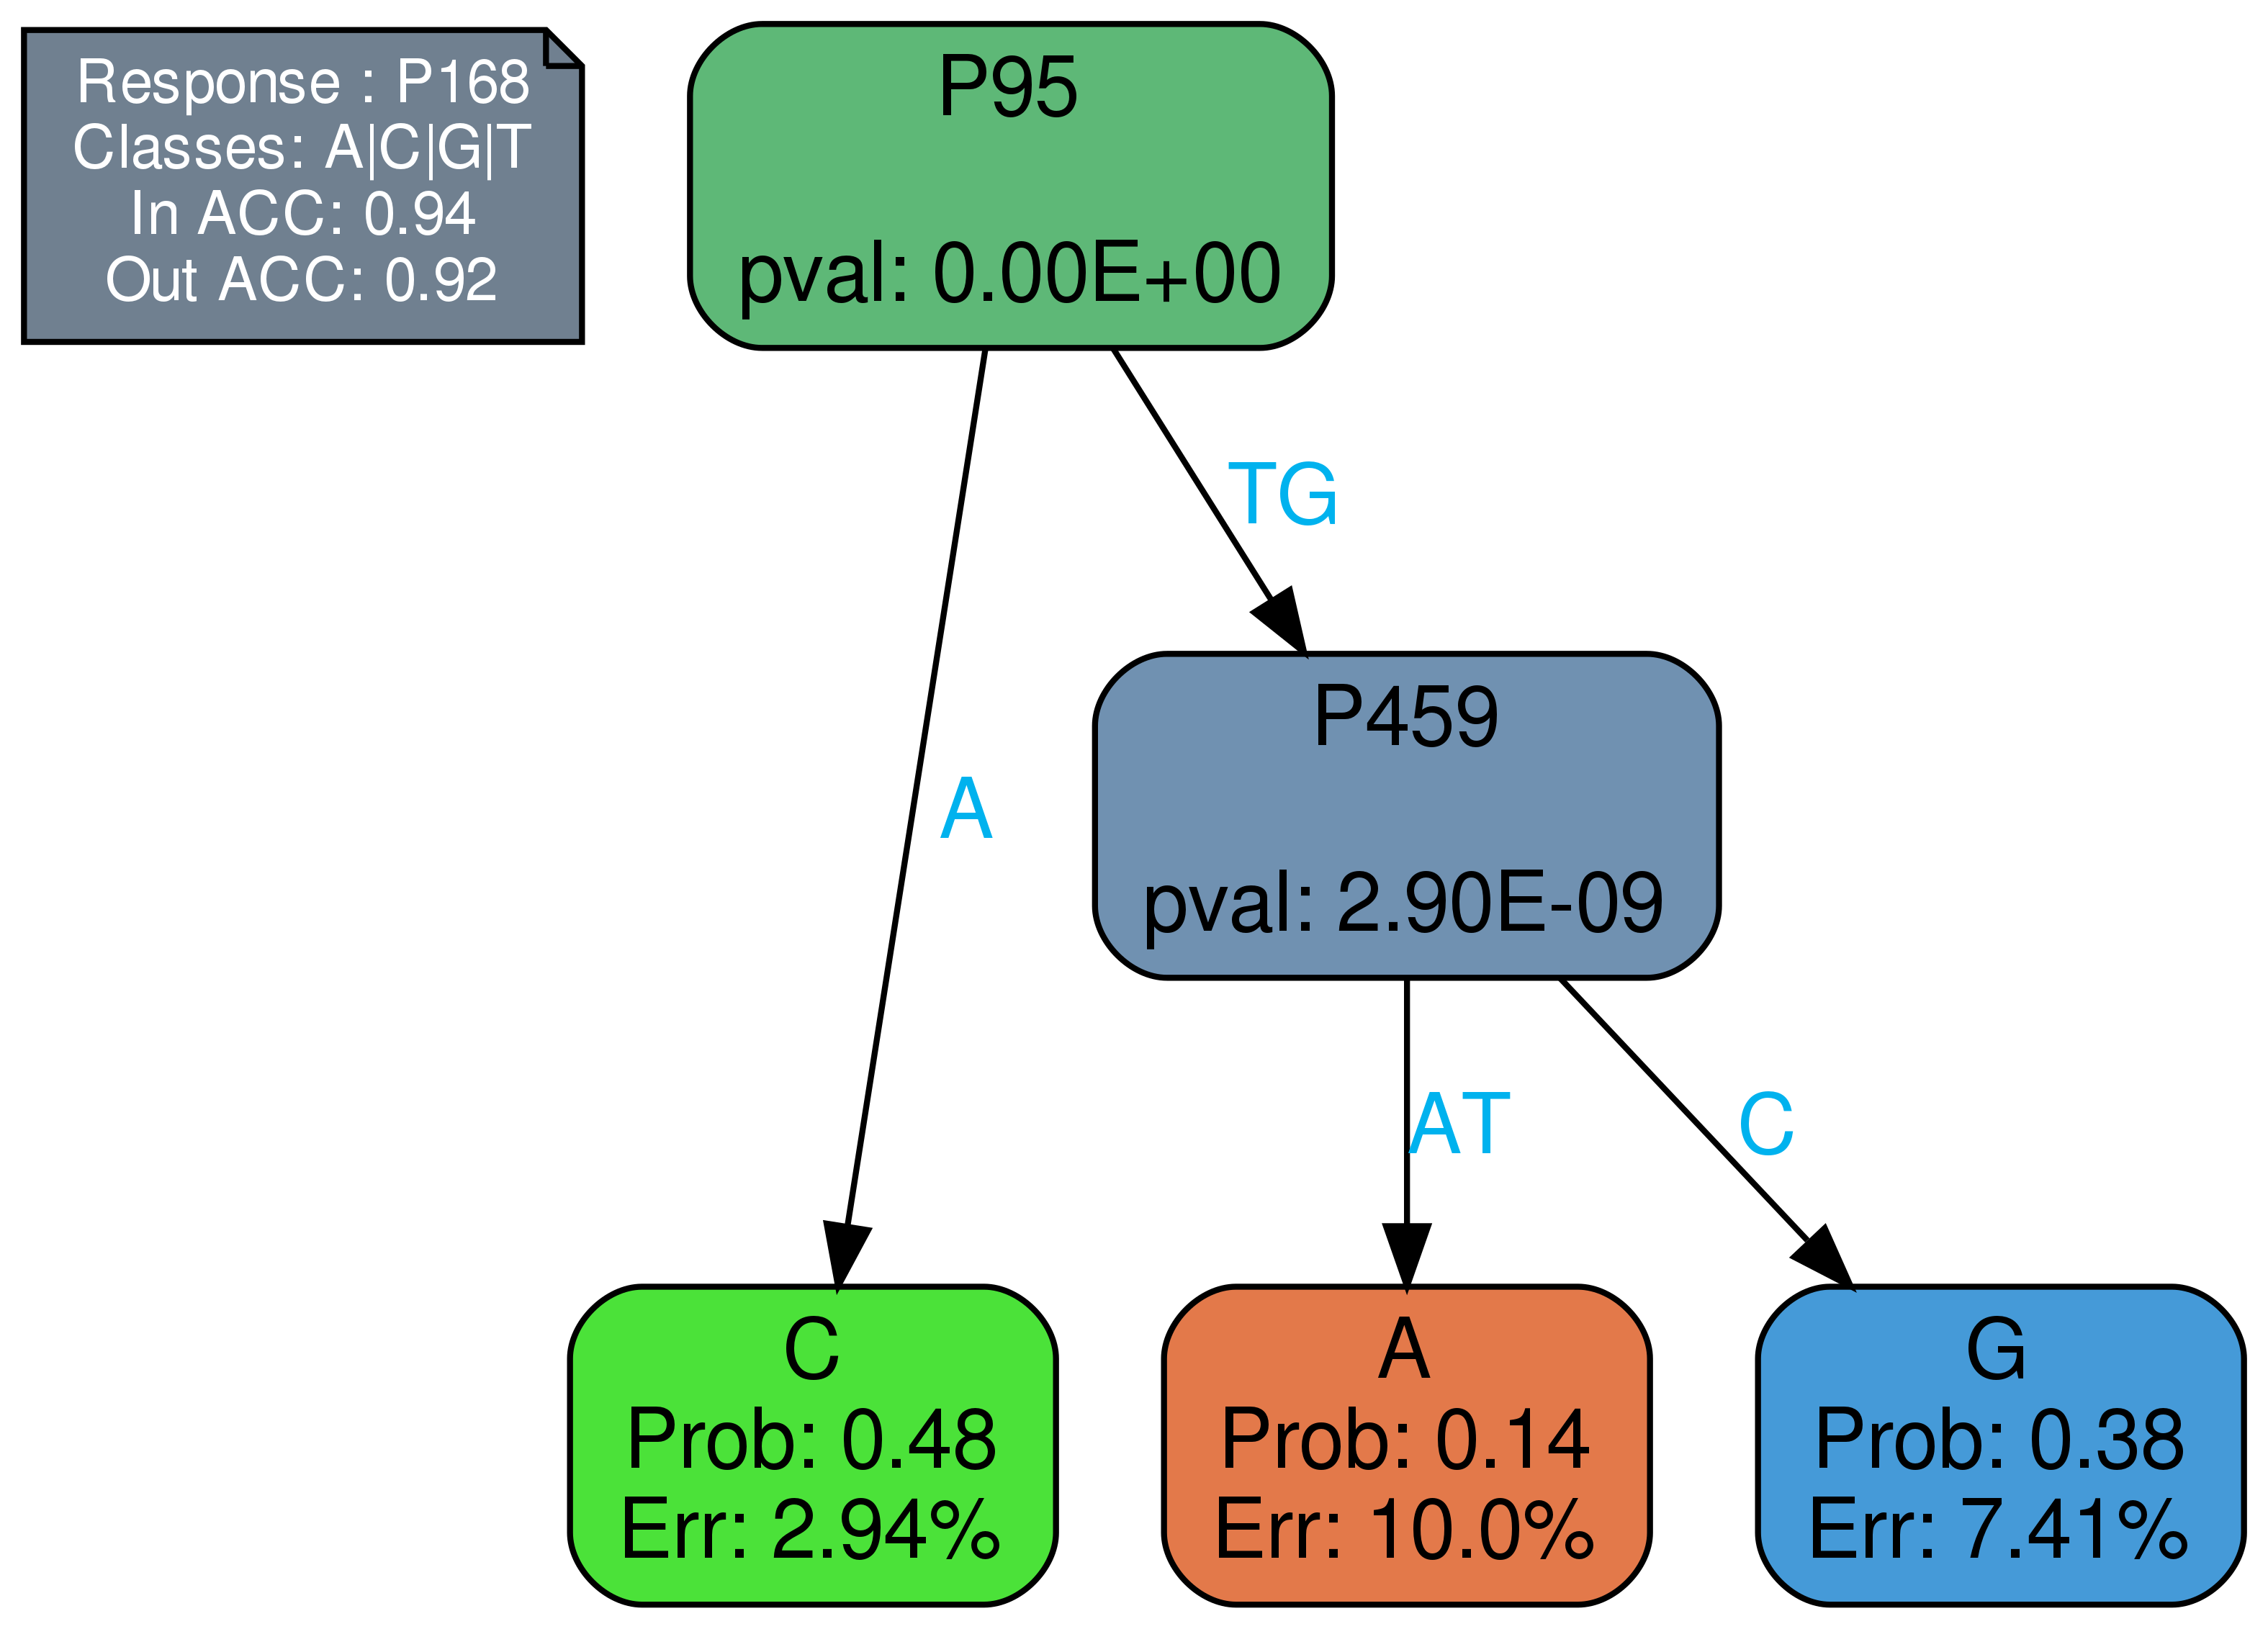 Response : P168
Classes: A|C|G|T
In ACC: 0.94
Out ACC: 0.92
P95
pval: 0.00E+00
TG
A
P459
pval: 2.90E-09
AT
C
C
Prob: 0.48
Err: 2.94%
A
Prob: 0.14
Err: 10.0%
G
Prob: 0.38
Err: 7.41%